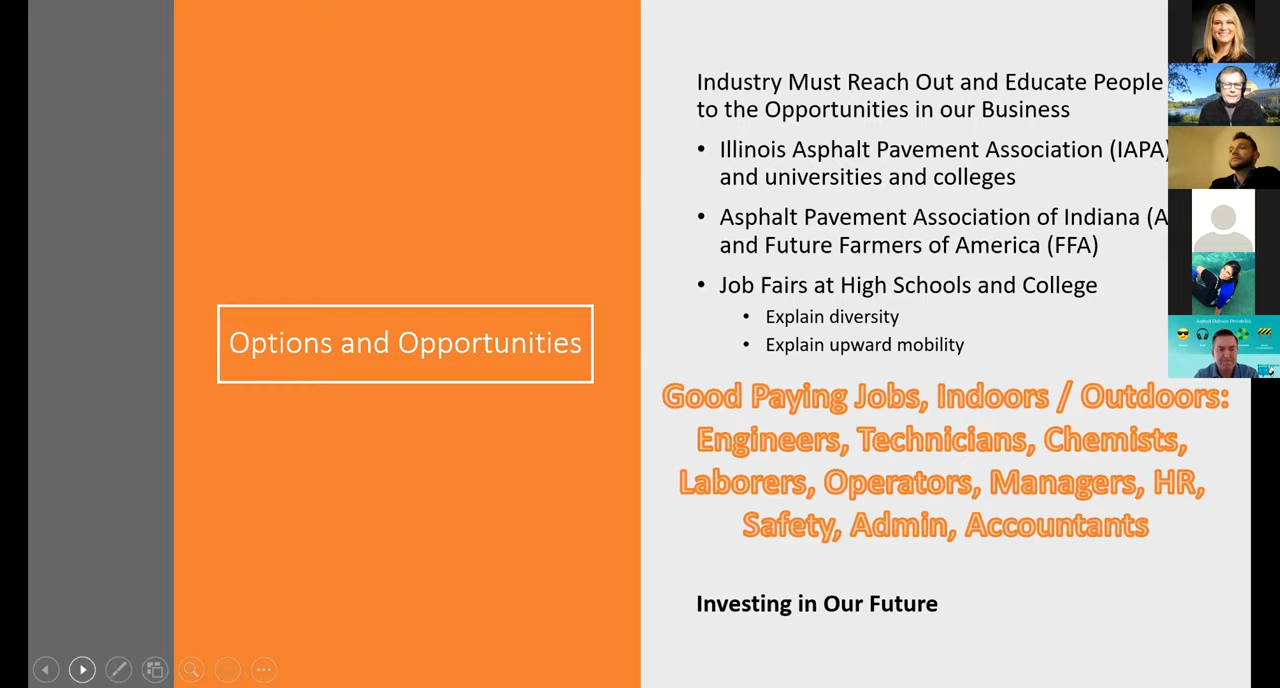 Industry Must Reach Out and Educate People
to the Opportunities in our Business
• Illinois Asphalt Pavement Association (IAPA)
and universities and colleges
• Asphalt Pavement Association of Indiana (A
and Future Farmers of America (FFA)
• Job Fairs at High Schools and College
• Explain diversity
• Explain upward mobility
Options and Opportunities
Good Paying Jobs, Indoors / Outdoors:
Engineers, Technicians, Chemists,
Laborers, Operators, Managers, HR,
Safety, Admin, Accountants
Investing in Our Future